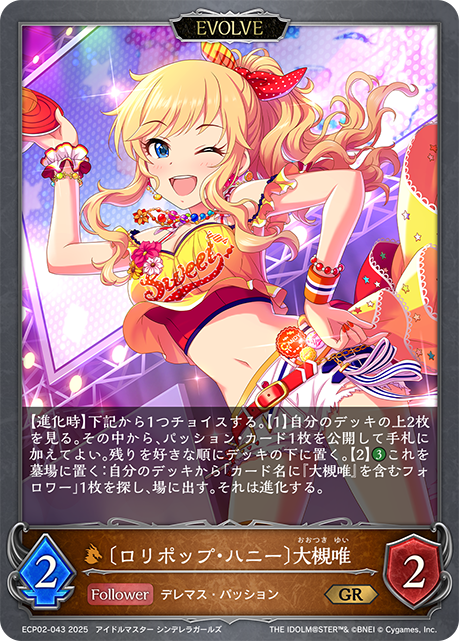 EVOLVE
Sweet
【進化時】下記から1つチョイスする。【1】自分のデッキの上2枚
を見る。その中から、パッション・カード1枚を公開して手札に
加えてよい。残りを好きな順にデッキの下に置く。【2】3これを
墓場に置く：自分のデッキから「カード名に『大槻唯』を含むフォ
ロワー」1枚を探し、場に出す。それは進化する。
おおつき ゆい
〔ロリポップ・ハニー〕大槻唯
2
2
Follower デレマス・パッション GR
ECP02-043 2025 アイドルマスター シンデレラガールズ THE IDOLM@STER™& ©BNEI © Cygames, Inc.